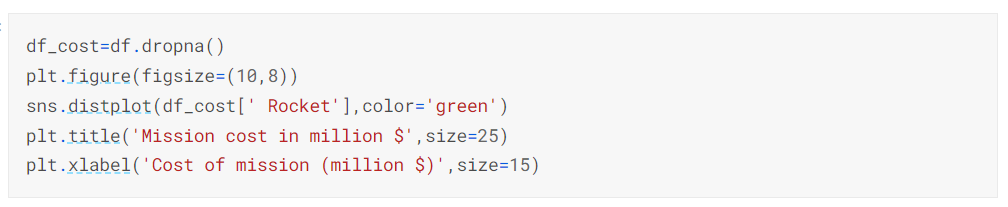 df_cost=df.dropna()
plt.figure(figsize=(10,8))
sns.distplot(df_cost[' Rocket'],color='green')
plt.title('Mission cost in million $',size=25)
plt.xlabel('Cost of mission (million $)',size=15)